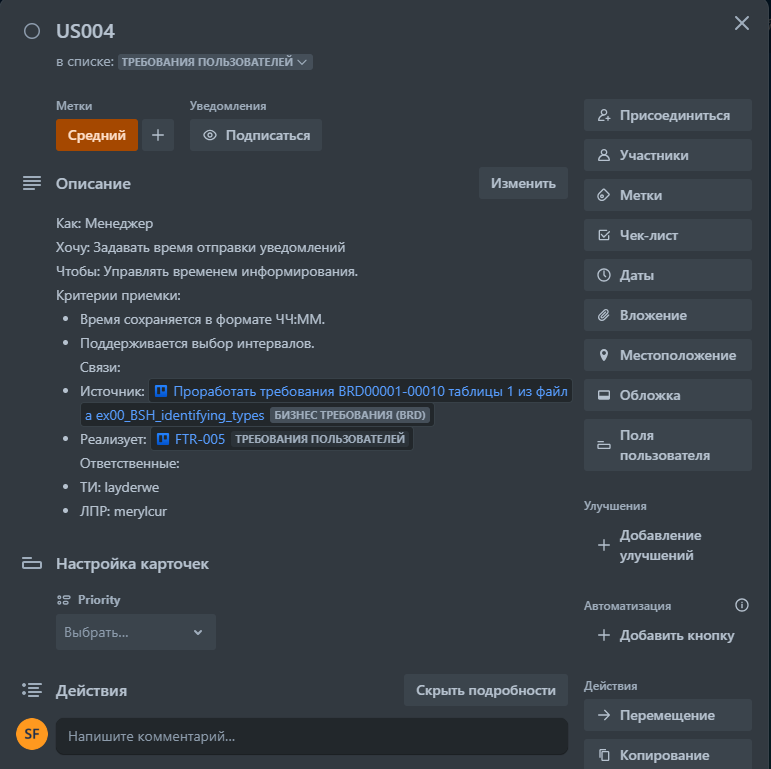 US004
в списке: ТРЕБОВАНИЯ ПОЛЬЗОВАТЕЛЕЙ
Метки
Уведомления
Средний
+
Подписаться
Описание
Изменить
Как: Менеджер
Хочу: Задавать время отправки уведомлений
Чтобы: Управлять временем информирования.
Критерии приемки:
• Время сохраняется в формате ЧЧ:ММ.
• Поддерживается выбор интервалов.
Связи:
• Источник: Проработать требования BRD00001-00010 таблицы 1 из файл
а ex00_BSH_identifying_types БИЗНЕС ТРЕБОВАНИЯ (BRD)
• Реализует: FTR-005 ТРЕБОВАНИЯ ПОЛЬЗОВАТЕЛЕЙ
Ответственные:
• ТИ: layderwe
• ЛПР: merylcur
Настройка карточек
Priority
Выбрать...
Действия
Скрыть подробности
SF
Напишите комментарий...
Присоединиться
Участники
Метки
Чек-лист
Даты
Вложение
Местоположение
Обложка
Поля
пользователя
Улучшения
+ Добавление
улучшений
Автоматизация
+ Добавить кнопку
Действия
Перемещение
Копирование